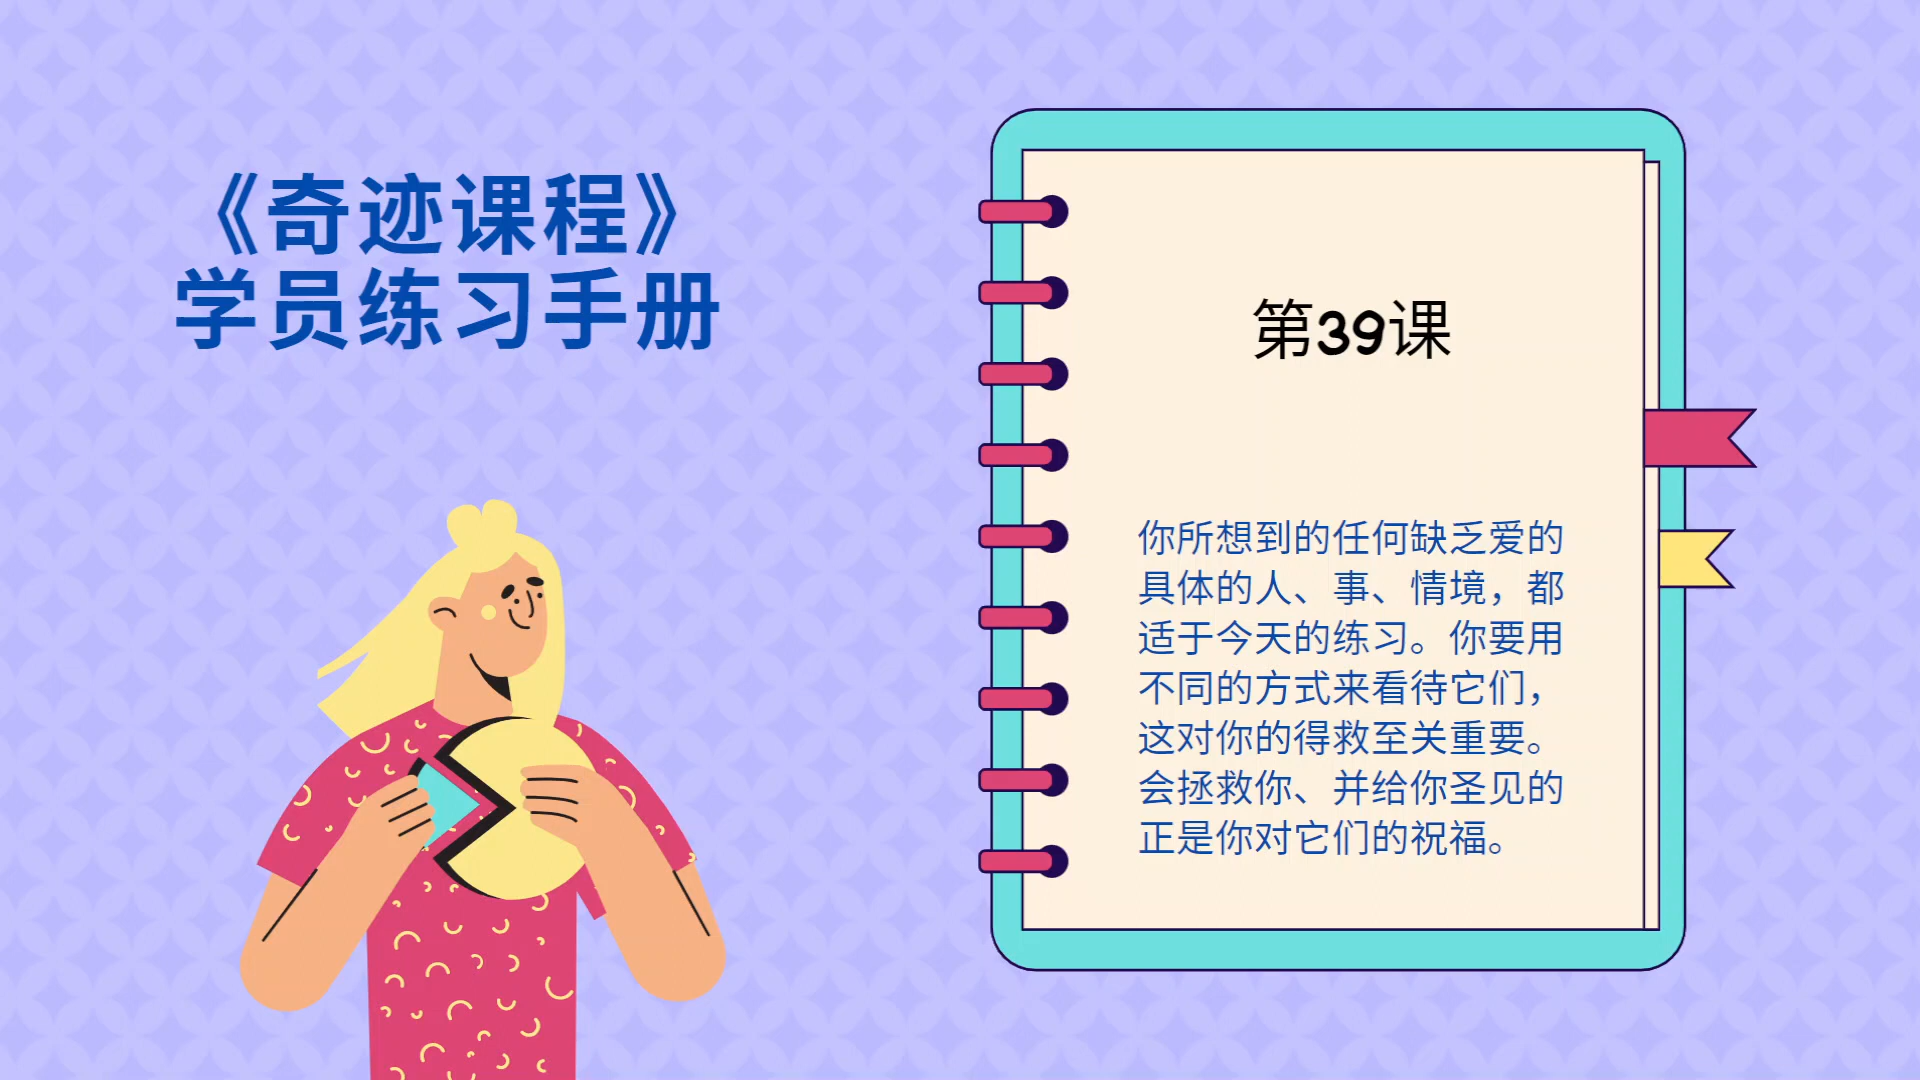 《奇迹课程》
学员练习手册
第39课
你所想到的任何缺乏爱的
具体的人、事、情境，都
适于今天的练习。你要用
不同的方式来看待它们，
这对你的得救至关重要。
会拯救你、并给你圣见的
正是你对它们的祝福。